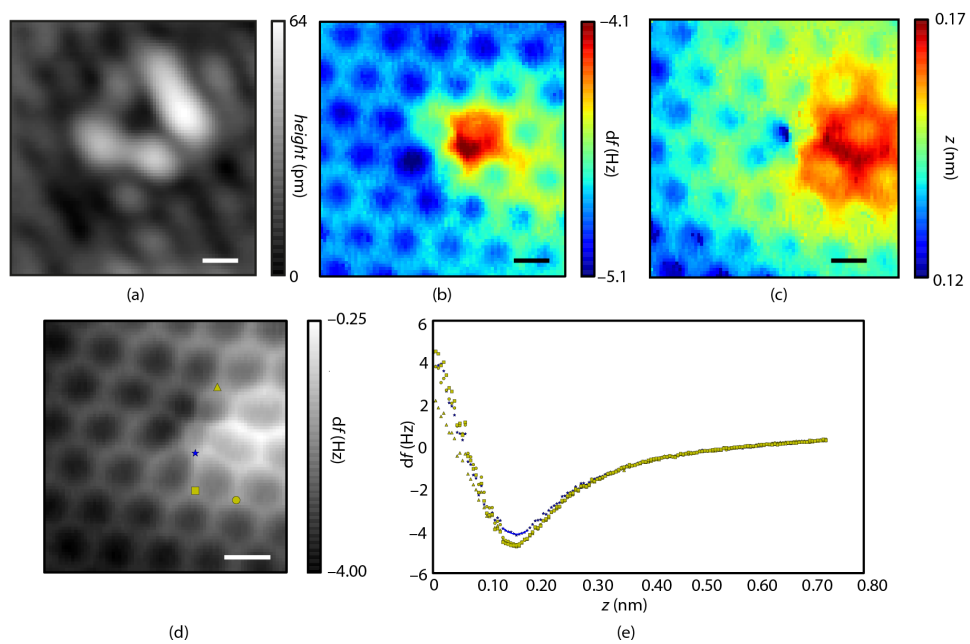 64
height (pm)
0
(a)
−4.1
df (Hz)
−5.1
(b)
0.17
z (nm)
0.12
(c)
−0.25
df (Hz)
−4.00
(d)
6
4
2
0
−2
−4
−6
df (Hz)
0
0.10
0.20
0.30
0.40
0.50
0.60
0.70
0.80
z (nm)
(e)